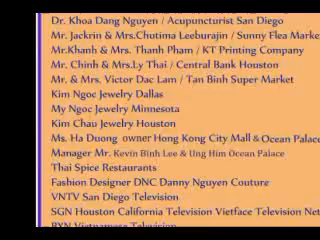 Dr. Khoa Dang Nguyen / Acupuncturist San Diego
Mr. Jackrin & Mrs.Chutima Leeburajin / Sunny Flea Market
Mr.Khanh & Mrs. Thanh Pham / KT Printing Company
Mr. Chinh & Mrs.Ly Thai / Central Bank Houston
Mr. & Mrs. Victor Dac Lam / Tan Binh Super Market
Kim Ngoc Jewelry Dallas
My Ngoc Jewelry Minnesota
Kim Chau Jewelry Houston
Ms. Ha Duong owner Hong Kong City Mall & Ocean Palace
Manager Mr. Kevin Binh Lee & Ung Him Ocean Palace
Thai Spice Restaurants
Fashion Designer DNC Danny Nguyen Couture
VNTV San Diego Television
SGN Houston California Television Vietface Television Net
Vietnamese Television